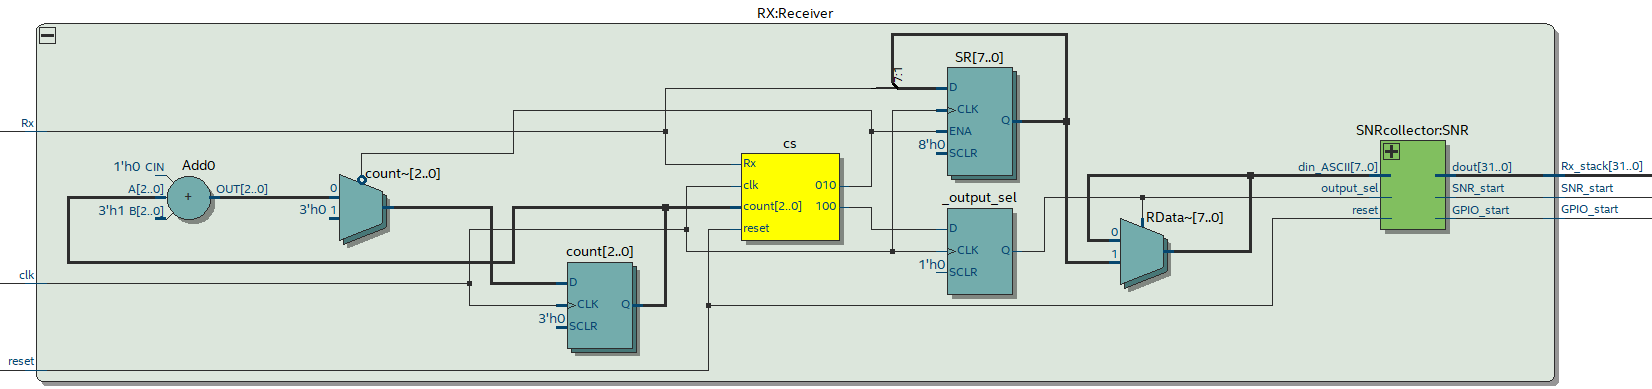 RX:Receiver
Rx
clk
reset
1'h0 CIN
Add0
A[2..0]
3'h1 B[2..0]
+
OUT[2..0]
count~[2..0]
0
3'h0 1
count[2..0]
D
CLK
Q
3'h0 SCLR
cs
Rx
clk
010
count[2..0]
100
reset
SR[7..0]
7:1
D
CLK
Q
ENA
8'h0 SCLR
_output_sel
D
CLK
Q
1'h0 SCLR
RData~[7..0]
0
1
SNRcollector:SNR
din_ASCII[7..0]
dout[31..0]
output_sel
SNR_start
reset
GPIO_start
Rx_stack[31..0]
SNR_start
GPIO_start